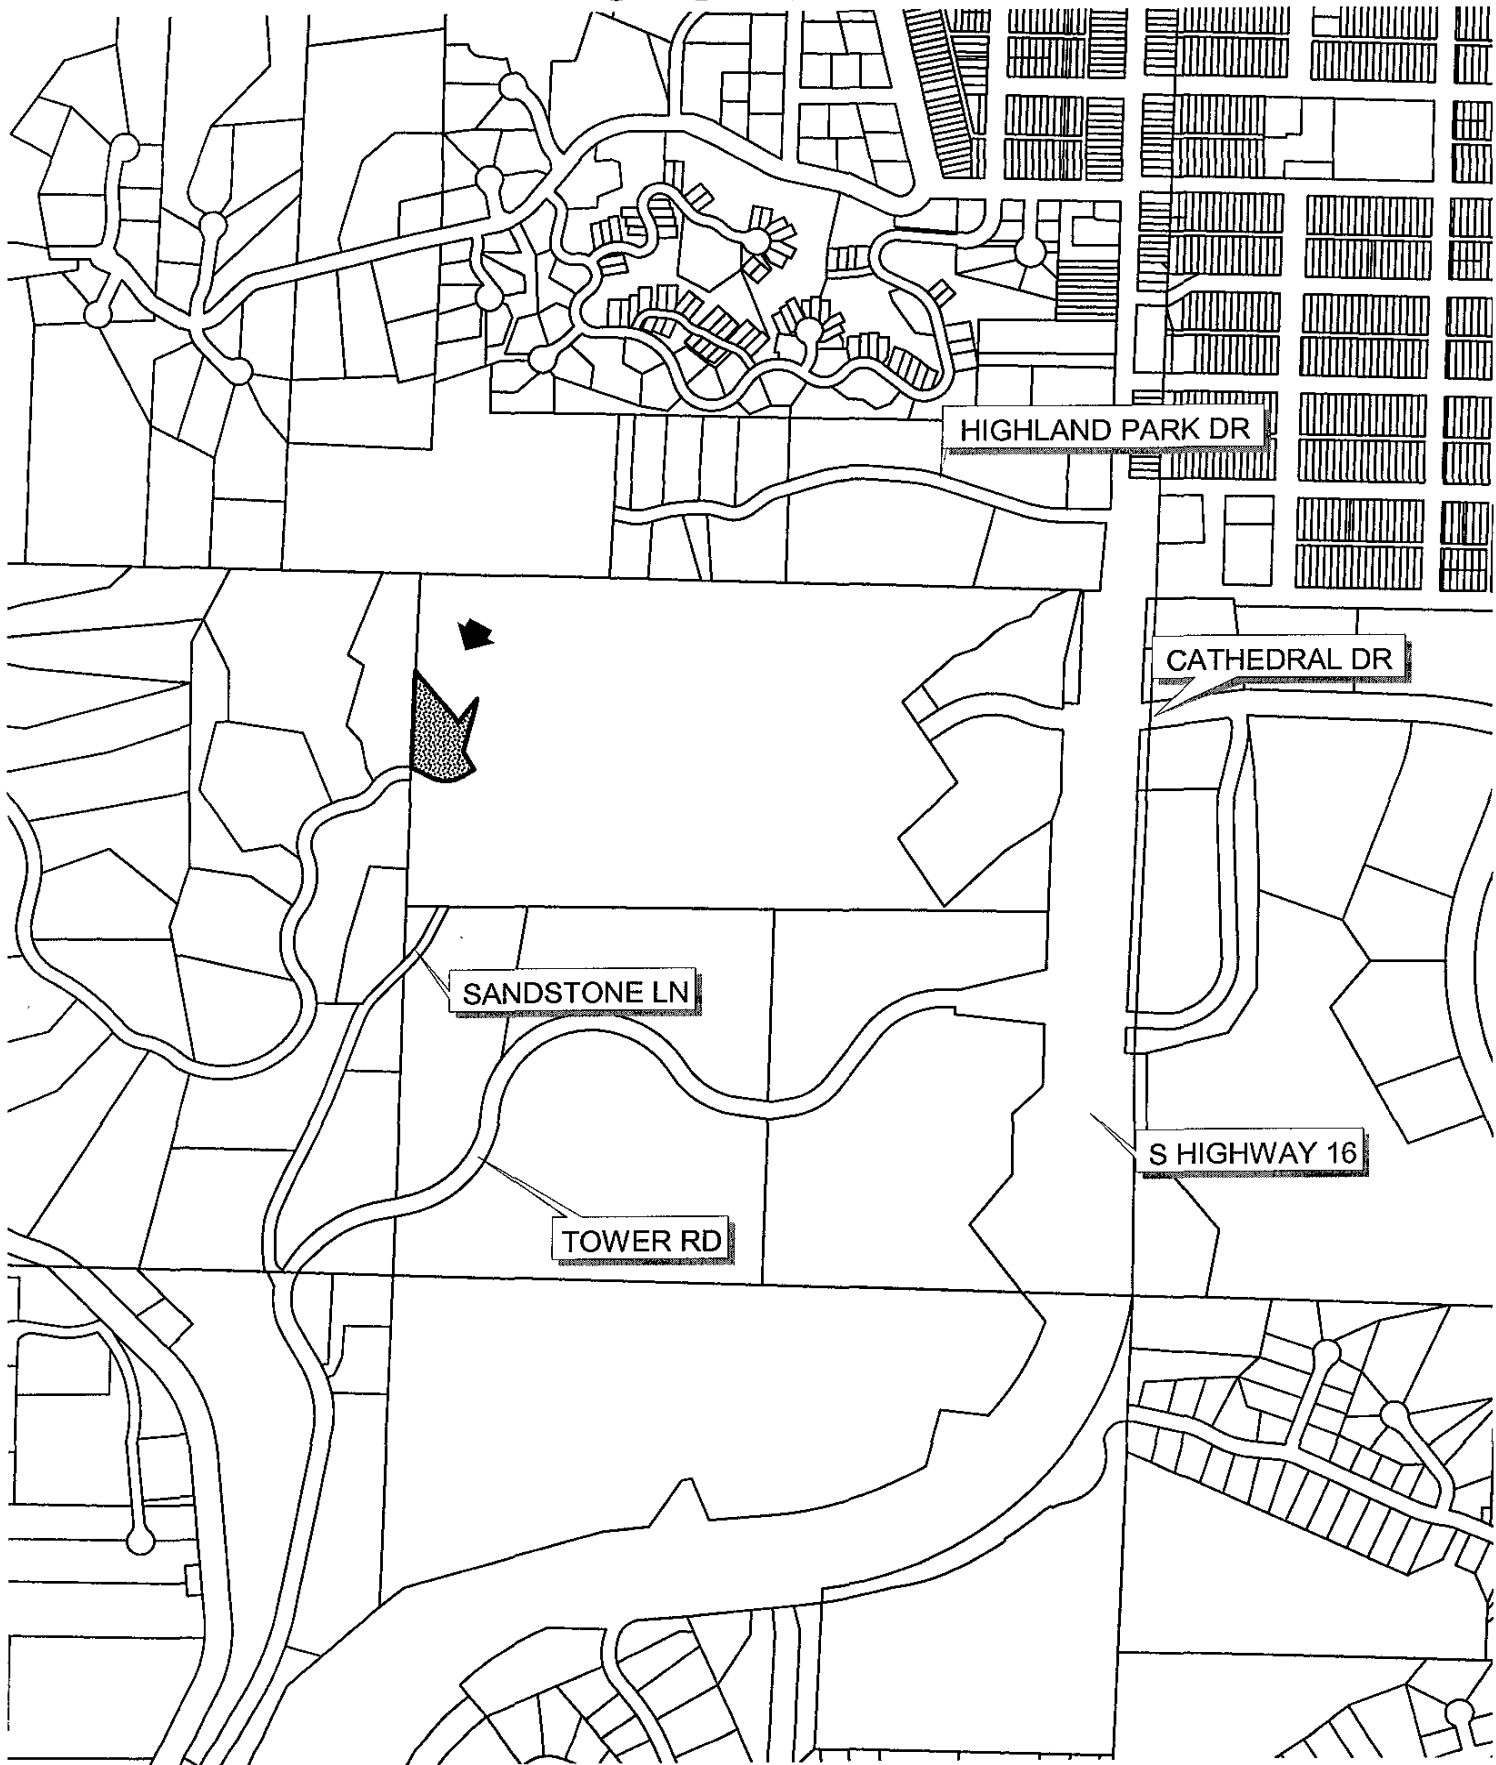 HIGHLAND PARK DR
CATHEDRAL DR
SANDSTONE LN
S HIGHWAY 16
TOWER RD